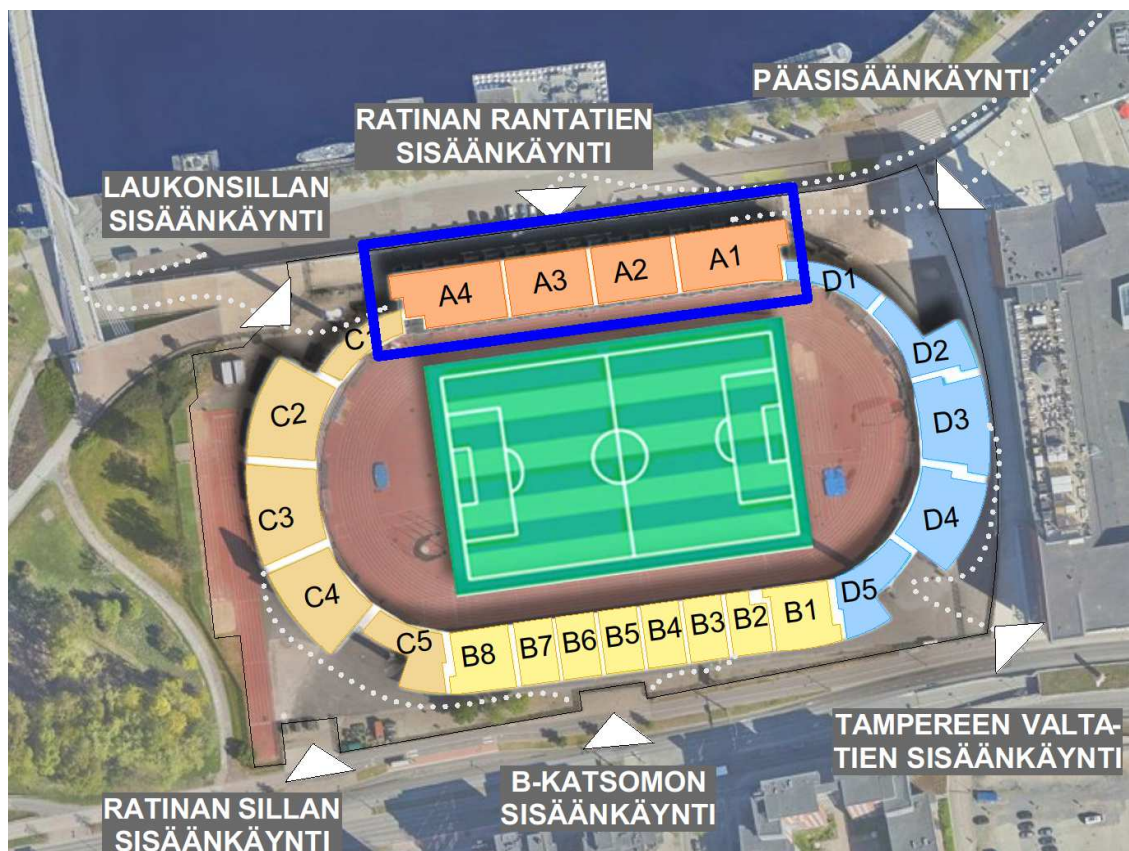 PÄÄSISÄÄNKÄYNTI
RATINAN RANTATIEN
SISÄÄNKÄYNTI
LAUKONSILLAN
SISÄÄNKÄYNTI
A4
A3
A2
A1
D1
C1
D2
C2
D3
C3
D4
C4
D5
C5
B8
B7
B6
B5
B4
B3
B2
B1
TAMPEREEN VALTA-
TIEN SISÄÄNKÄYNTI
B-KATSOMON
SISÄÄNKÄYNTI
RATINAN SILLAN
SISÄÄNKÄYNTI